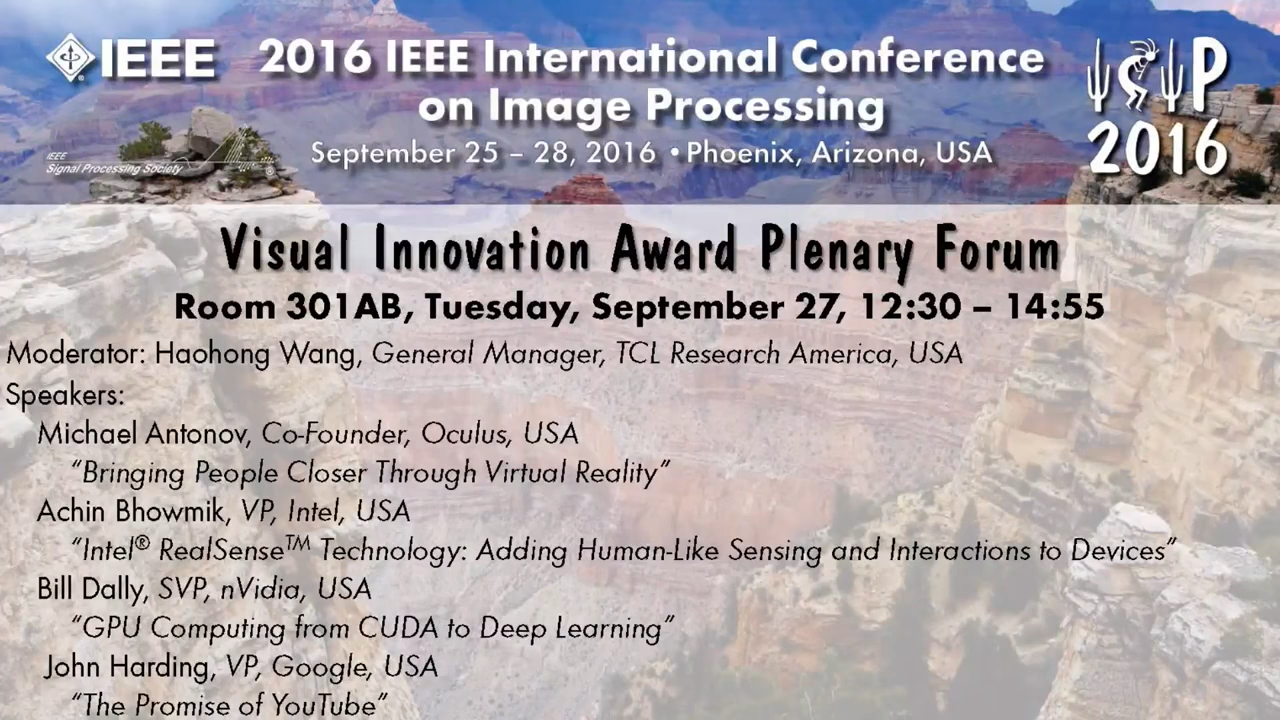 IEEE
2016 IEEE International Conference
on Image Processing
September 25 – 28, 2016 • Phoenix, Arizona, USA
IEEE
Signal Processing Society
ICIP
2016
Visual Innovation Award Plenary Forum
Room 301AB, Tuesday, September 27, 12:30 – 14:55
Moderator: Haohong Wang, General Manager, TCL Research America, USA
Speakers:
Michael Antonov, Co-Founder, Oculus, USA
“Bringing People Closer Through Virtual Reality”
Achin Bhowmik, VP, Intel, USA
“Intel® RealSense™ Technology: Adding Human-Like Sensing and Interactions to Devices”
Bill Dally, SVP, nVidia, USA
“GPU Computing from CUDA to Deep Learning”
John Harding, VP, Google, USA
“The Promise of YouTube”